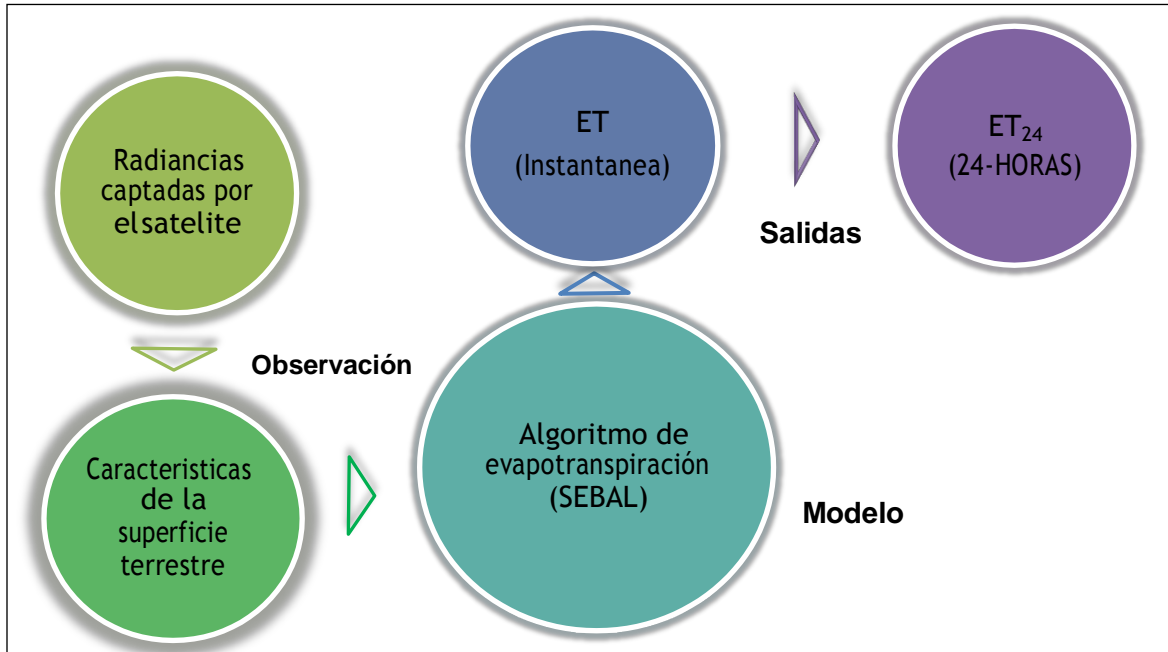 Radiancias
captadas por
elsatelite
Observación
Caracteristicas
de la
superficie
terrestre
Algoritmo de
evapotranspiración
(SEBAL)
Modelo
ET
(Instantanea)
Salidas
ET₂₄
(24-HORAS)